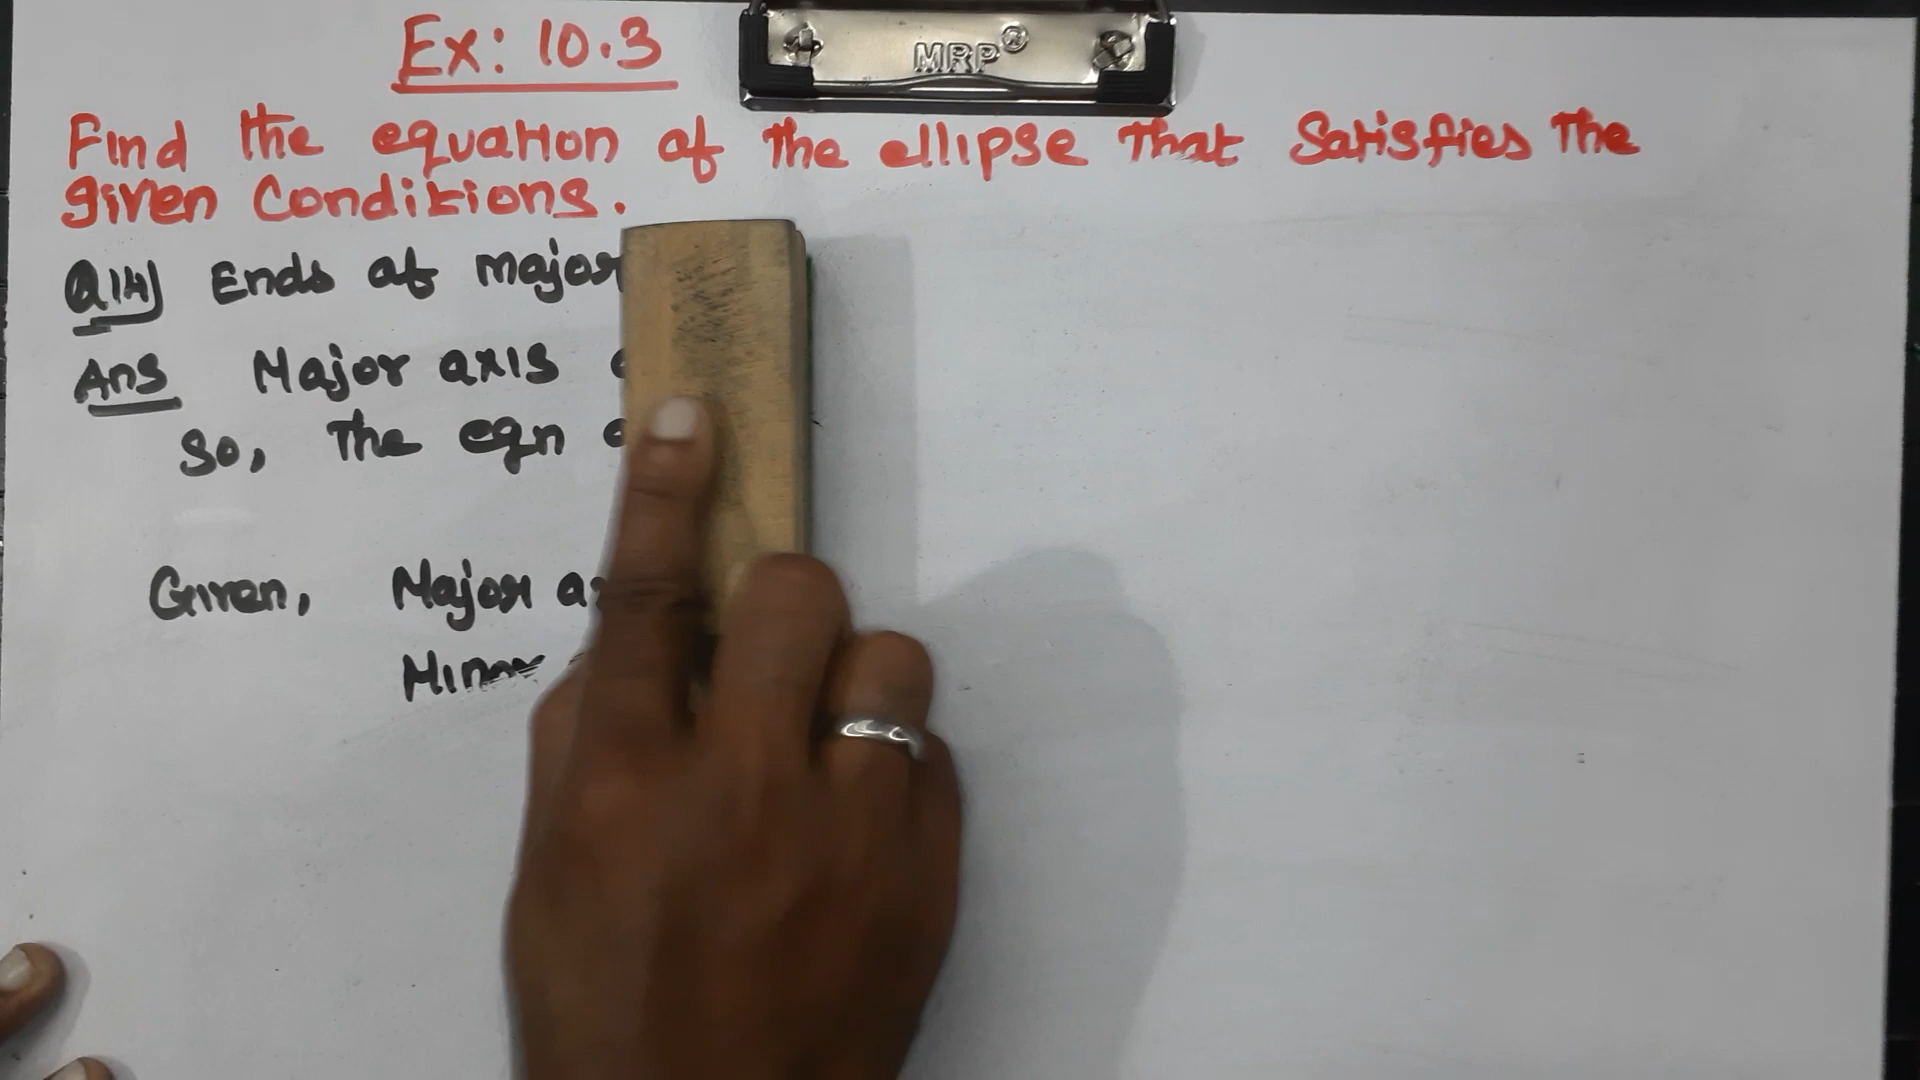 Ex: 10.3
MRP®
Find the equation of the ellipse that satisfies the
given conditions.
Q14) Ends of major
Ans Major axis
So, The eqn
Given, Major a
Minor